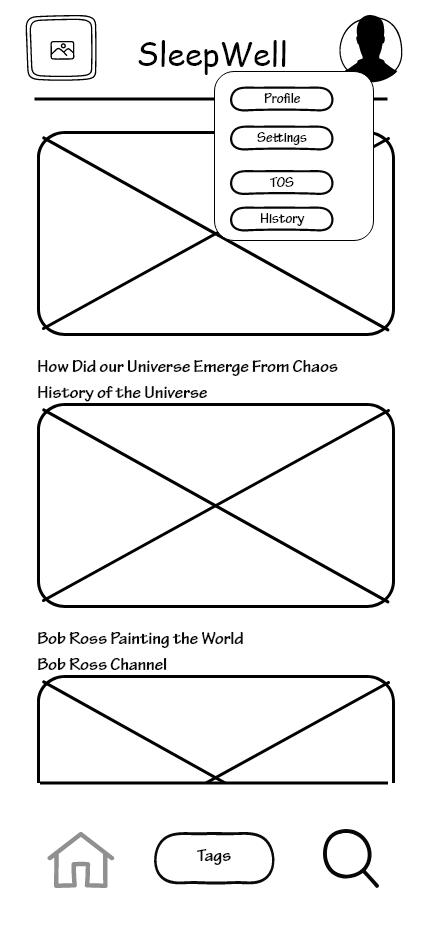 SleepWell
Profile
Settings
TOS
History
How Did our Universe Emerge From Chaos
History of the Universe
Bob Ross Painting the World
Bob Ross Channel
Tags